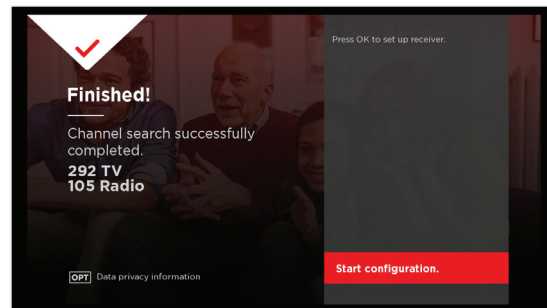 Finished!
Channel search successfully
completed.
292 TV
105 Radio
OPT Data privacy information
Press OK to set up receiver.
Start configuration.